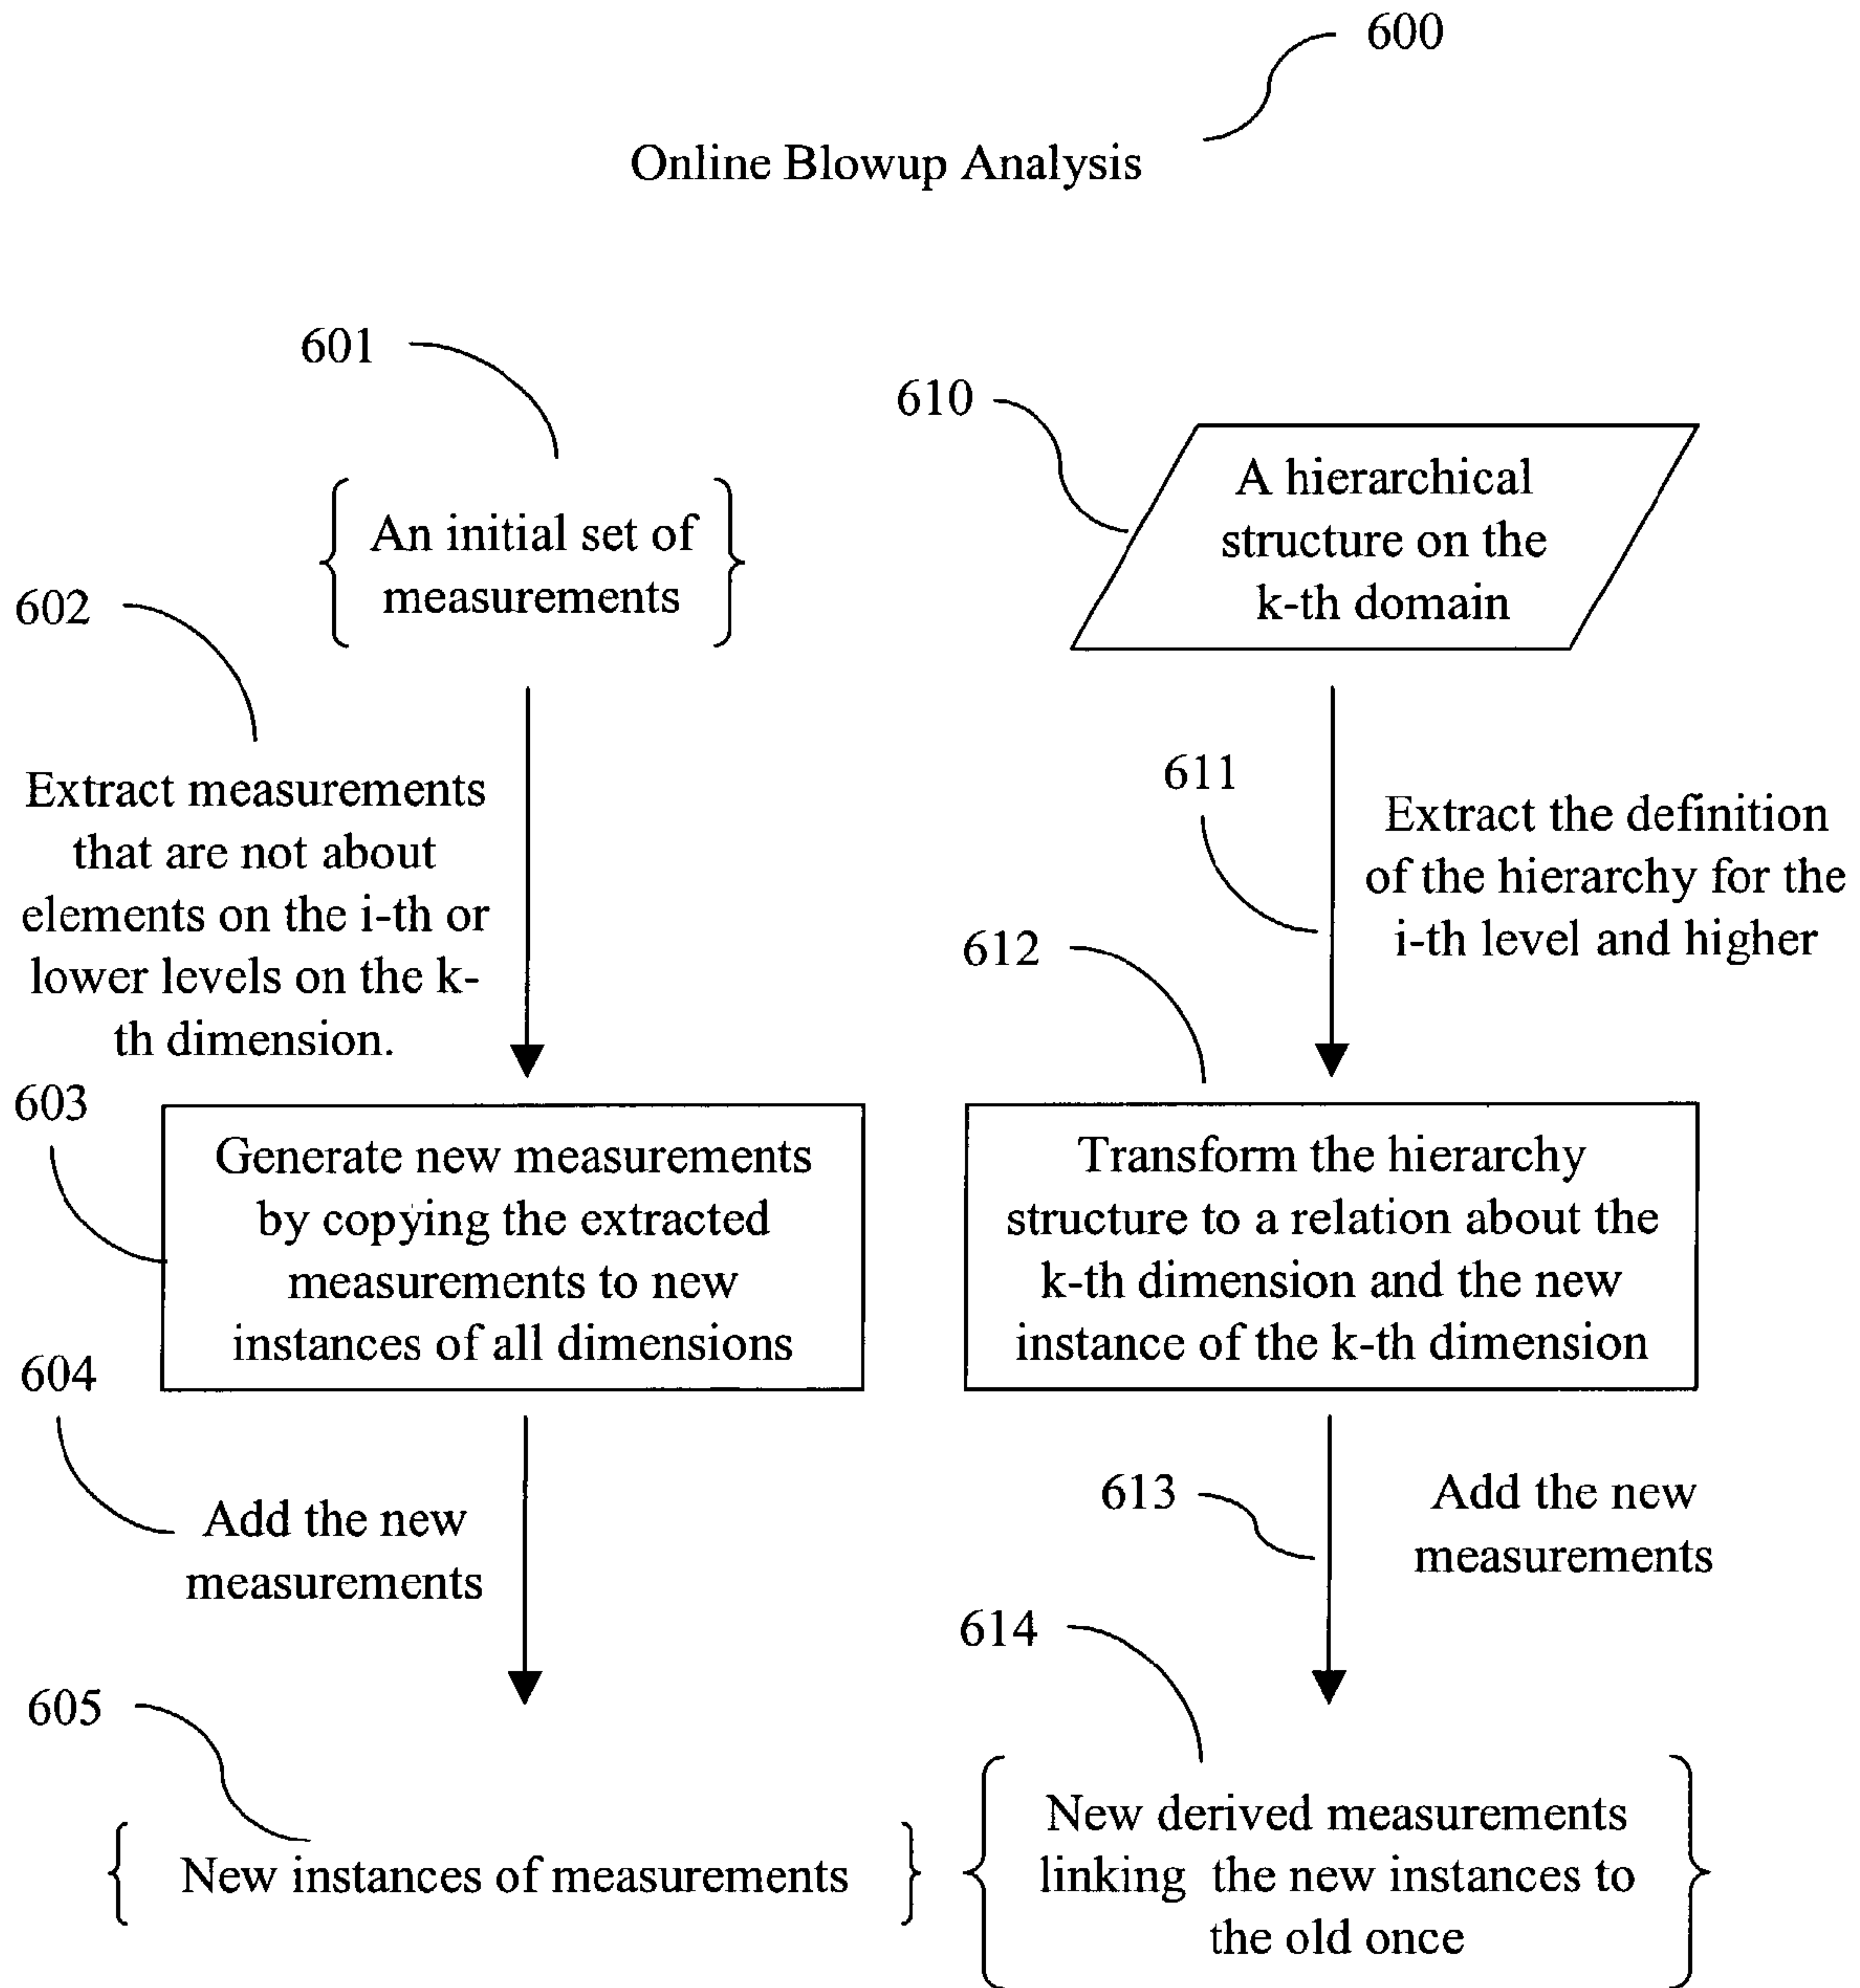 600
Online Blowup Analysis
601
610
An initial set of
measurements
A hierarchical
structure on the
k-th domain
602
Extract measurements
that are not about
elements on the i-th or
lower levels on the k-
th dimension.
611
Extract the definition
of the hierarchy for the
i-th level and higher
612
603
Generate new measurements
by copying the extracted
measurements to new
instances of all dimensions
Transform the hierarchy
structure to a relation about the
k-th dimension and the new
instance of the k-th dimension
604
Add the new
measurements
613
Add the new
measurements
614
605
New instances of measurements
New derived measurements
linking the new instances to
the old once